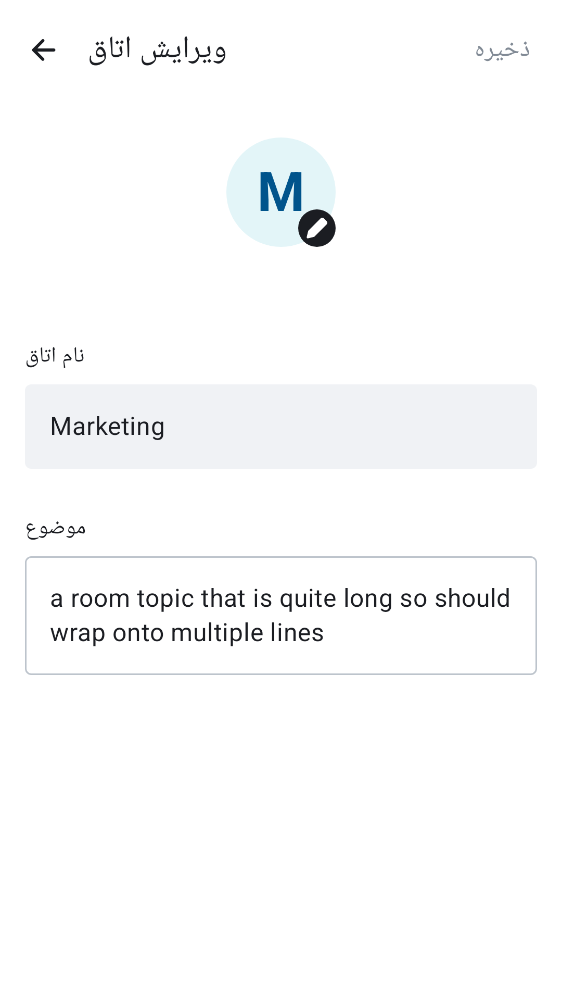 ویرایش اتاق
ذخیره
M
نام اتاق
Marketing
موضوع
a room topic that is quite long so should
wrap onto multiple lines